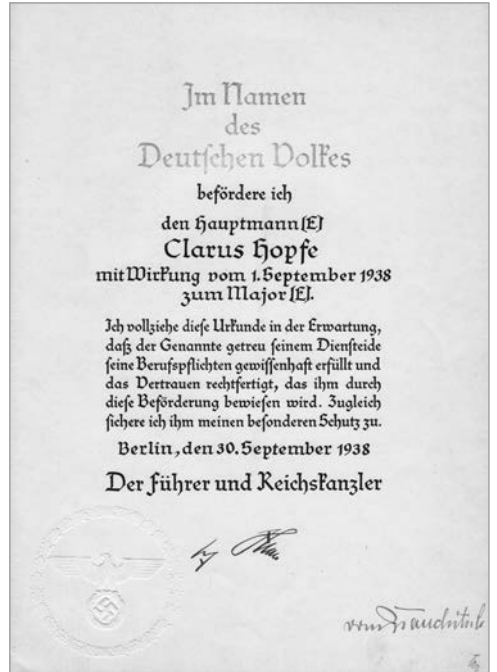 Im Namen
des
Deutschen Volkes
befördere ich
den Hauptmann [E]
Clarus Hopfe
mit Wirkung vom 1. September 1938
zum Major [E].
Ich vollziehe diese Urkunde in der Erwartung,
daß der Genannte getreu seinem Diensteide
seine Berufspflichten gewissenhaft erfüllt und
das Vertrauen rechtfertigt, das ihm durch
diese Beförderung bewiesen wird. Zugleich
sichere ich ihm meinen besonderen Schutz zu.
Berlin, den 30. September 1938
Der Führer und Reichskanzler